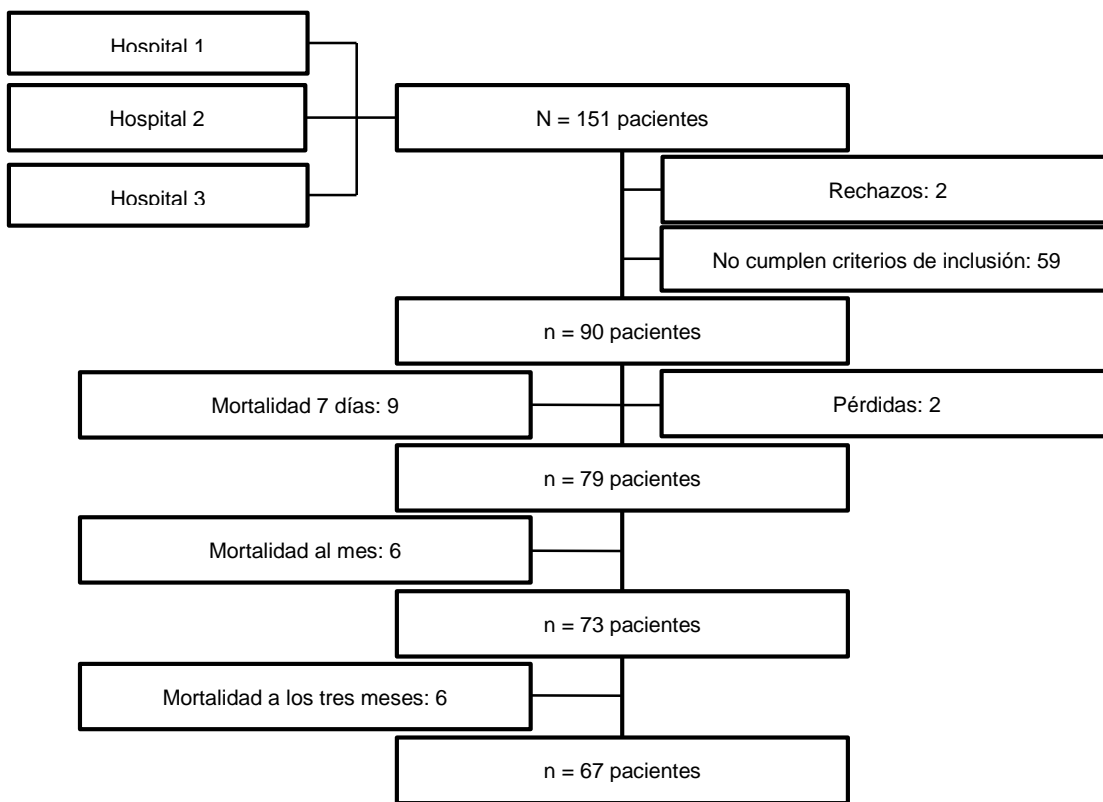 Hospital 1
Hospital 2
N = 151 pacientes
Hospital 3
Rechazos: 2
No cumplen criterios de inclusión: 59
n = 90 pacientes
Mortalidad 7 días: 9
Pérdidas: 2
n = 79 pacientes
Mortalidad al mes: 6
n = 73 pacientes
Mortalidad a los tres meses: 6
n = 67 pacientes